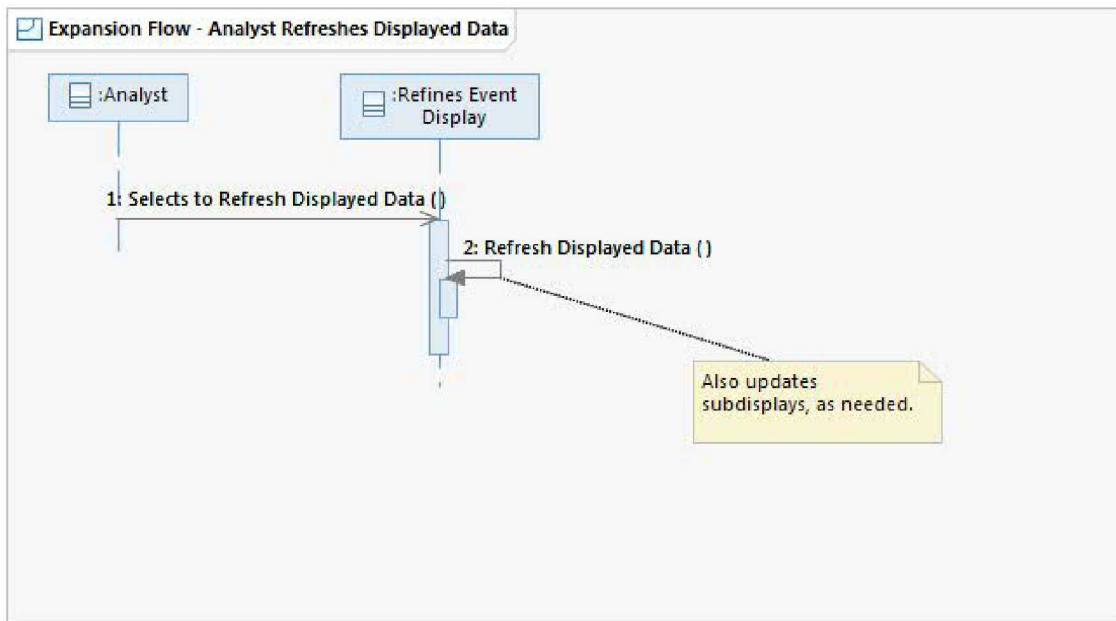 Expansion Flow - Analyst Refreshes Displayed Data
:Analyst
:Refines Event
Display
1: Selects to Refresh Displayed Data ( )
2: Refresh Displayed Data ( )
Also updates
subdisplays, as needed.